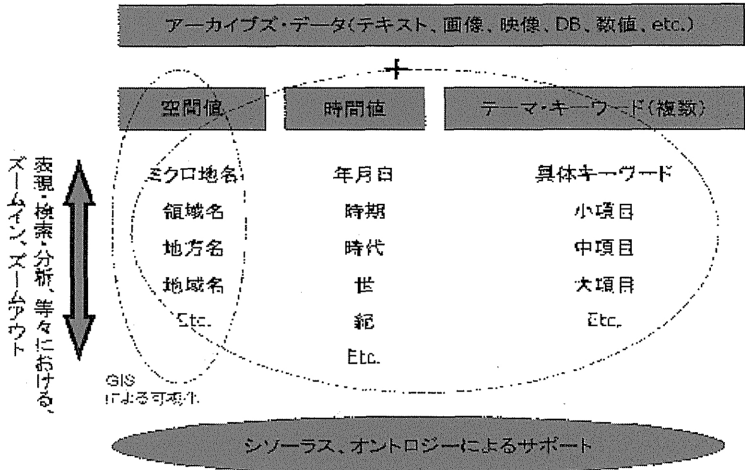 アーカイブズ・データ(テキスト、画像、映像、DB、数値、etc.)
+
空間値 時間値 テーマ・キーワード(複数)
ミクロ地名 年月日 具体キーワード
領域名 時期 小項目
地方名 時代 中項目
地域名 世 大項目
Etc. 紀 Etc.
Etc.
表現・検索・分析、等々における、
ズームイン、ズームアウト
GIS
による可視化
シソーラス、オントロジーによるサポート